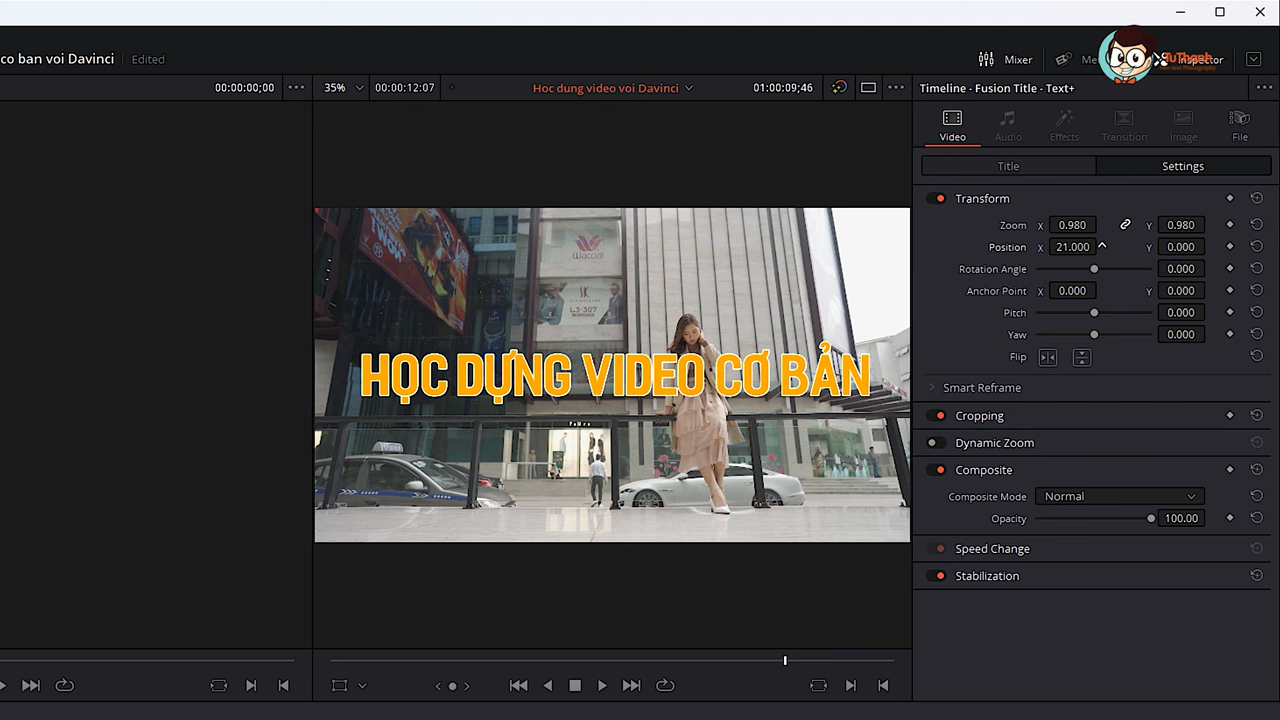 co ban voi Davinci Edited
Mixer
Inspector
TuThanh
00:00:00;00
35% 00:00:12:07
Hoc dung video voi Davinci
01:00:09;46
Timeline - Fusion Title - Text+
Video Audio Effects Transition Image File
Title Settings
Transform
Zoom X 0.980 Y 0.980
Position X 21.000 Y 0.000
Rotation Angle 0.000
Anchor Point X 0.000 Y 0.000
Pitch 0.000
Yaw 0.000
Flip
Smart Reframe
Cropping
Dynamic Zoom
Composite
Composite Mode Normal
Opacity 100.00
Speed Change
Stabilization
Wacoal
SK
L3-307
HỌC DỰNG VIDEO CƠ BẢN